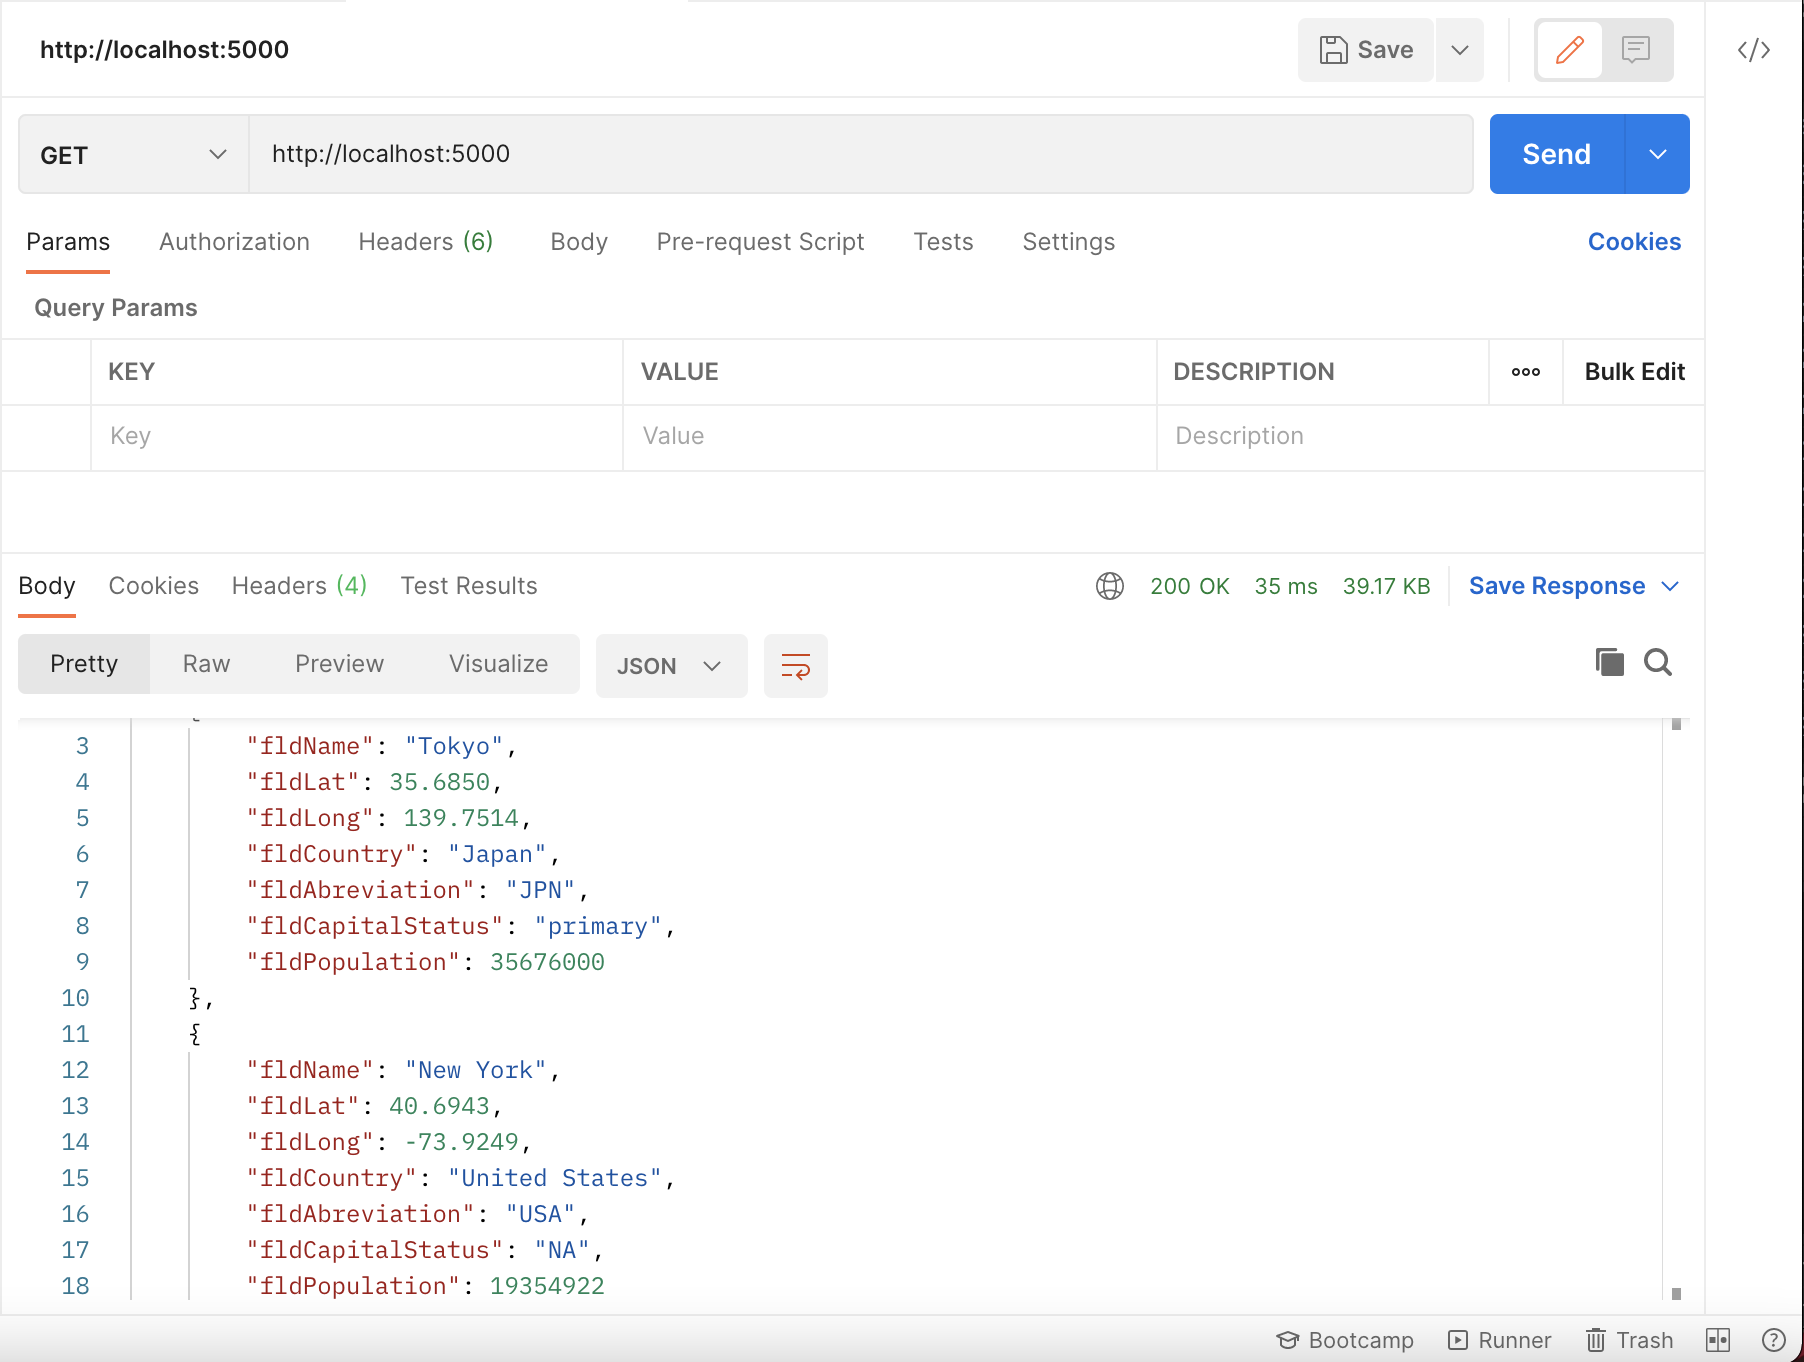 http://localhost:5000
Save
GET http://localhost:5000 Send
Params Authorization Headers (6) Body Pre-request Script Tests Settings Cookies
Query Params
KEY VALUE DESCRIPTION Bulk Edit
Key Value Description
Body Cookies Headers (4) Test Results 200 OK 35 ms 39.17 KB Save Response
Pretty Raw Preview Visualize JSON
3 "fldName": "Tokyo",
4 "fldLat": 35.6850,
5 "fldLong": 139.7514,
6 "fldCountry": "Japan",
7 "fldAbreviation": "JPN",
8 "fldCapitalStatus": "primary",
9 "fldPopulation": 35676000
10 },
11 {
12 "fldName": "New York",
13 "fldLat": 40.6943,
14 "fldLong": -73.9249,
15 "fldCountry": "United States",
16 "fldAbreviation": "USA",
17 "fldCapitalStatus": "NA",
18 "fldPopulation": 19354922
Bootcamp Runner Trash